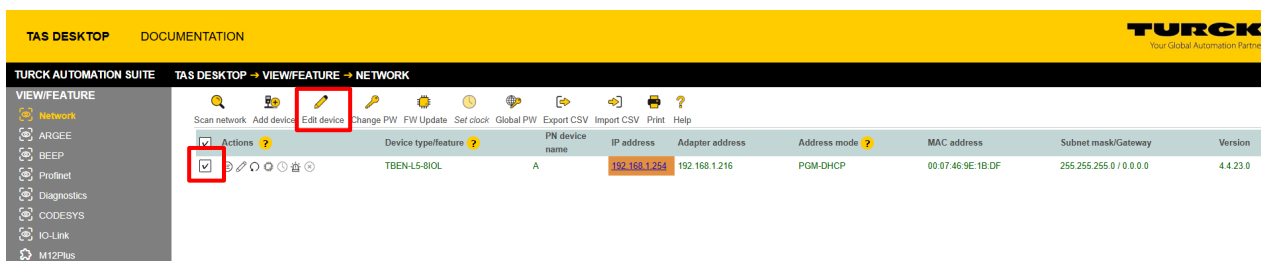 TAS DESKTOP DOCUMENTATION
TURCK
Your Global Automation Partne
TURCK AUTOMATION SUITE TAS DESKTOP → VIEW/FEATURE → NETWORK
VIEW/FEATURE
Network
ARGEE
BEEP
Profinet
Diagnostics
CODESYS
IO-Link
M12Plus
Scan network Add device Edit device Change PW FW Update Set clock Global PW Export CSV Import CSV Print Help
Actions ? Device type/feature ? PN device name IP address Adapter address Address mode ? MAC address Subnet mask/Gateway Version
TBEN-L5-8IOL A 192.168.1.254 192.168.1.216 PGM-DHCP 00:07:46:9E:1B:DF 255.255.255.0 / 0.0.0.0 4.4.23.0